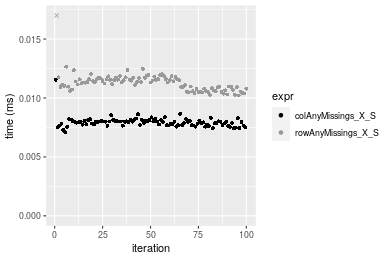 0.015
0.010
0.005
0.000
time (ms)
0
25
50
75
100
iteration
expr
colAnyMissings_X_S
rowAnyMissings_X_S